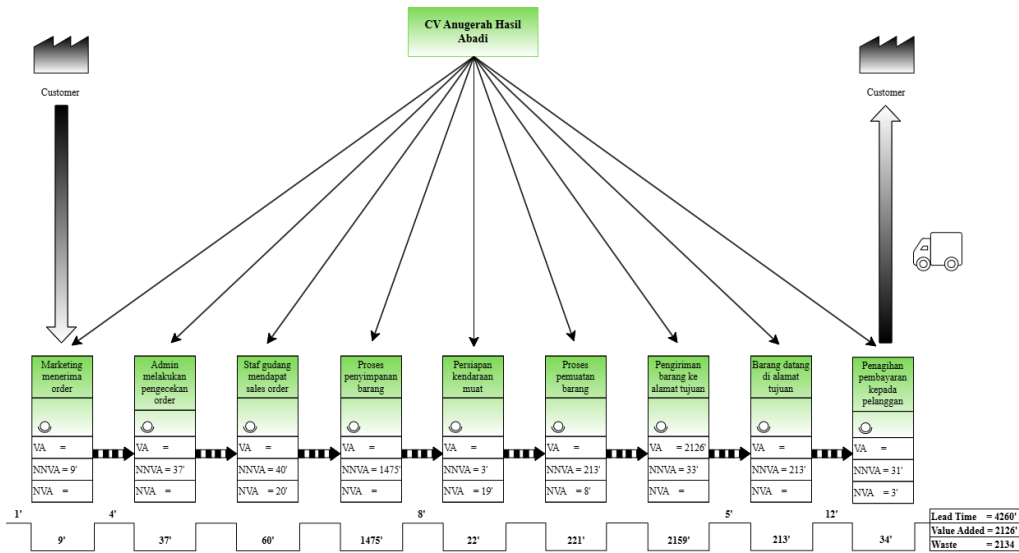 CV Anugerah Hasil
Abadi
Customer
Customer
Marketing
menerima
order
Admin
melakukan
pengecekan
order
Staf gudang
mendapat
sales order
Proses
penyimpanan
barang
Persiapan
kendaraan
muat
Proses
pemuatan
barang
Pengiriman
barang ke
alamat tujuan
Barang datang
di alamat
tujuan
Penagihan
pembayaran
kepada
pelanggan
VA =
NNVA = 9'
NVA =
VA =
NNVA = 37'
NVA =
VA =
NNVA = 40'
NVA = 20'
VA =
NNVA = 1475'
NVA =
VA =
NNVA = 3'
NVA = 19'
VA =
NNVA = 213'
NVA = 8'
VA = 2126'
NNVA = 33'
NVA =
VA =
NNVA = 213'
NVA =
VA =
NNVA = 31'
NVA = 3'
1' 4' 8' 5' 12'
9' 37' 60' 1475' 22' 221' 2159' 213' 34'
Lead Time = 4260'
Value Added = 2126'
Waste = 2134